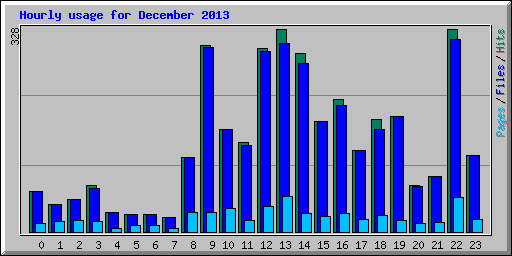 Hourly usage for December 2013
328
Pages / Files / Hits
0 1 2 3 4 5 6 7 8 9 10 11 12 13 14 15 16 17 18 19 20 21 22 23